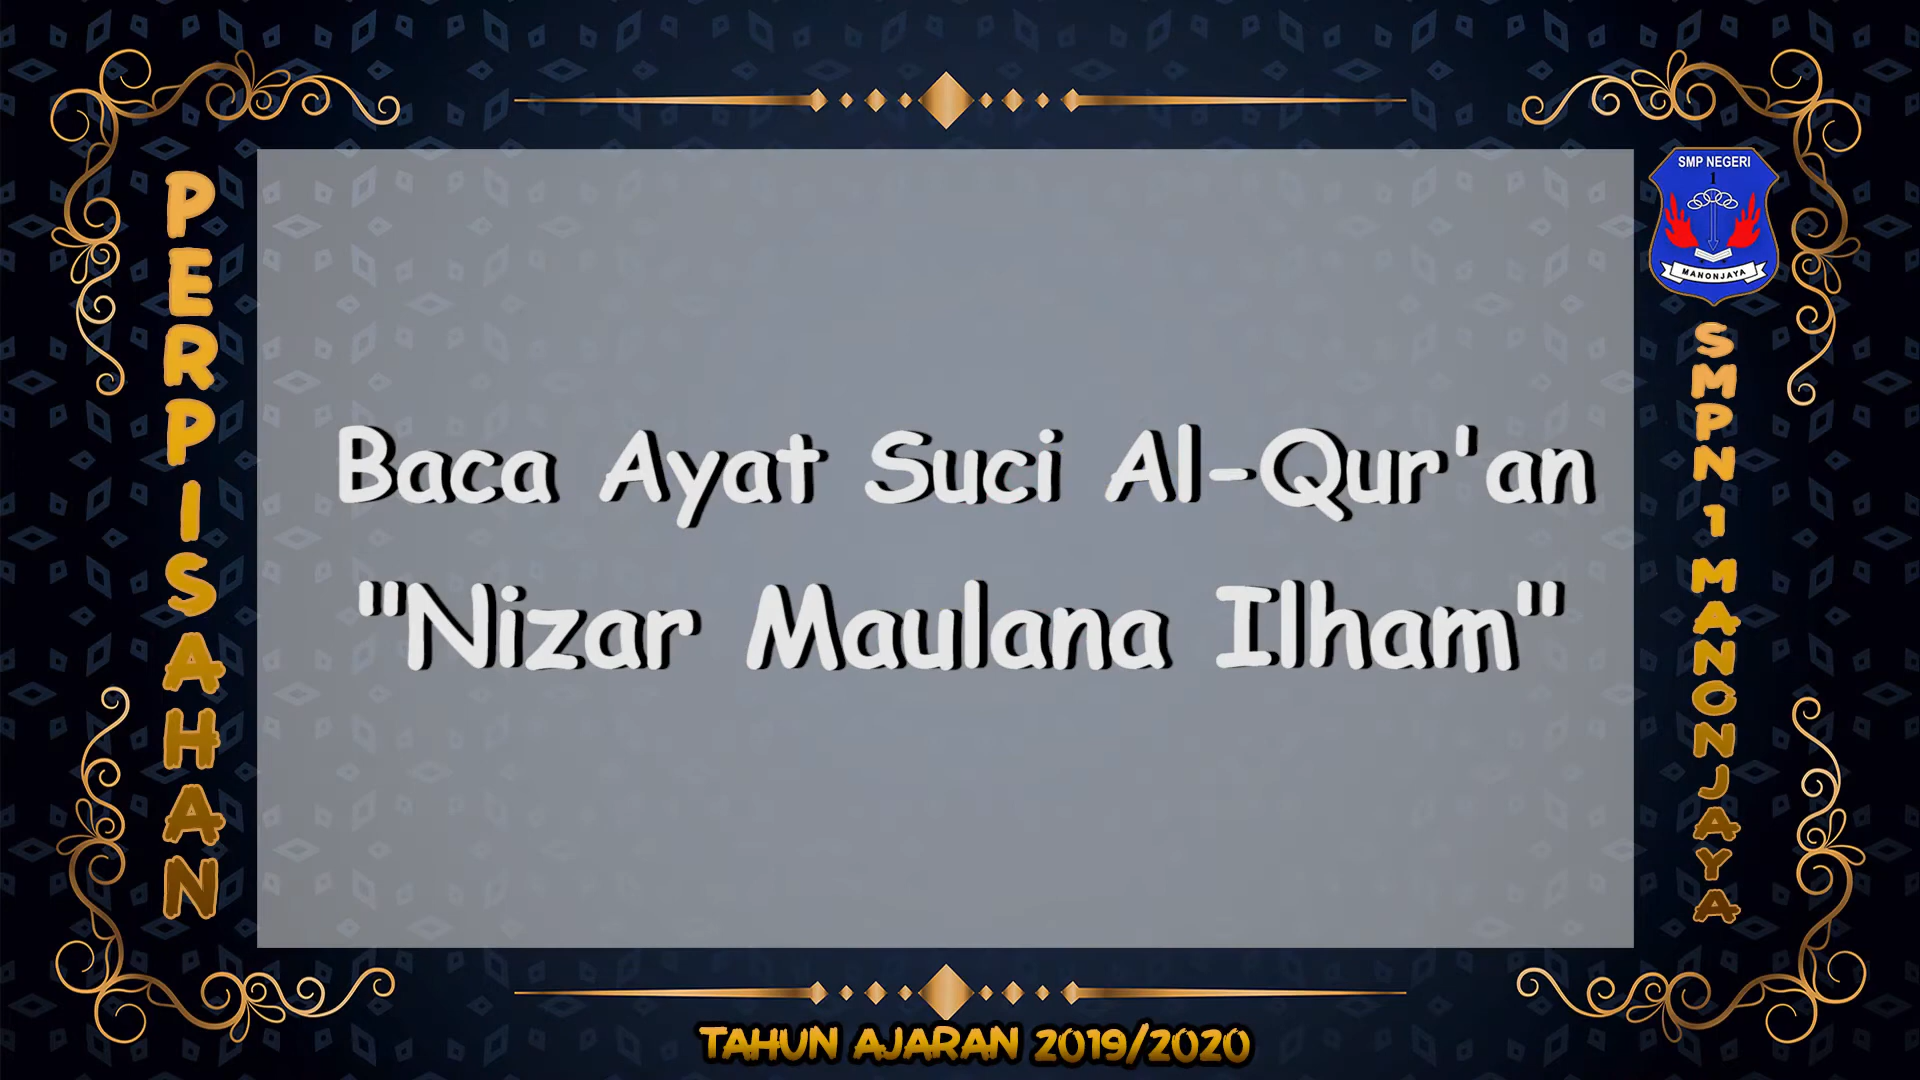 PERPISAHAN
Baca Ayat Suci Al-Qur'an
"Nizar Maulana Ilham"
SMP NEGERI
1
MANONJAYA
SMPN 1 MANONJAYA
TAHUN AJARAN 2019/2020